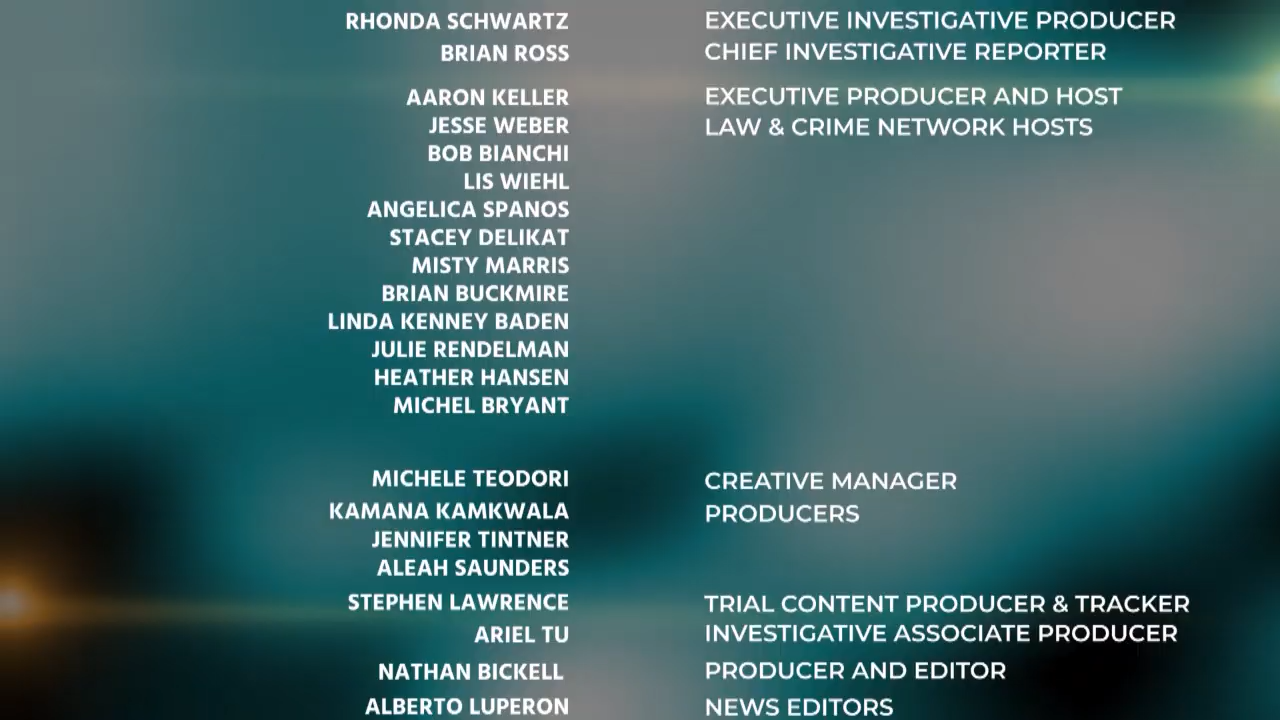 RHONDA SCHWARTZ EXECUTIVE INVESTIGATIVE PRODUCER
BRIAN ROSS CHIEF INVESTIGATIVE REPORTER
AARON KELLER EXECUTIVE PRODUCER AND HOST
JESSE WEBER LAW & CRIME NETWORK HOSTS
BOB BIANCHI
LIS WIEHL
ANGELICA SPANOS
STACEY DELIKAT
MISTY MARRIS
BRIAN BUCKMIRE
LINDA KENNEY BADEN
JULIE RENDELMAN
HEATHER HANSEN
MICHEL BRYANT
MICHELE TEODORI CREATIVE MANAGER
KAMANA KAMKWALA PRODUCERS
JENNIFER TINTNER
ALEAH SAUNDERS
STEPHEN LAWRENCE TRIAL CONTENT PRODUCER & TRACKER
ARIEL TU INVESTIGATIVE ASSOCIATE PRODUCER
NATHAN BICKELL PRODUCER AND EDITOR
ALBERTO LUPERON NEWS EDITORS